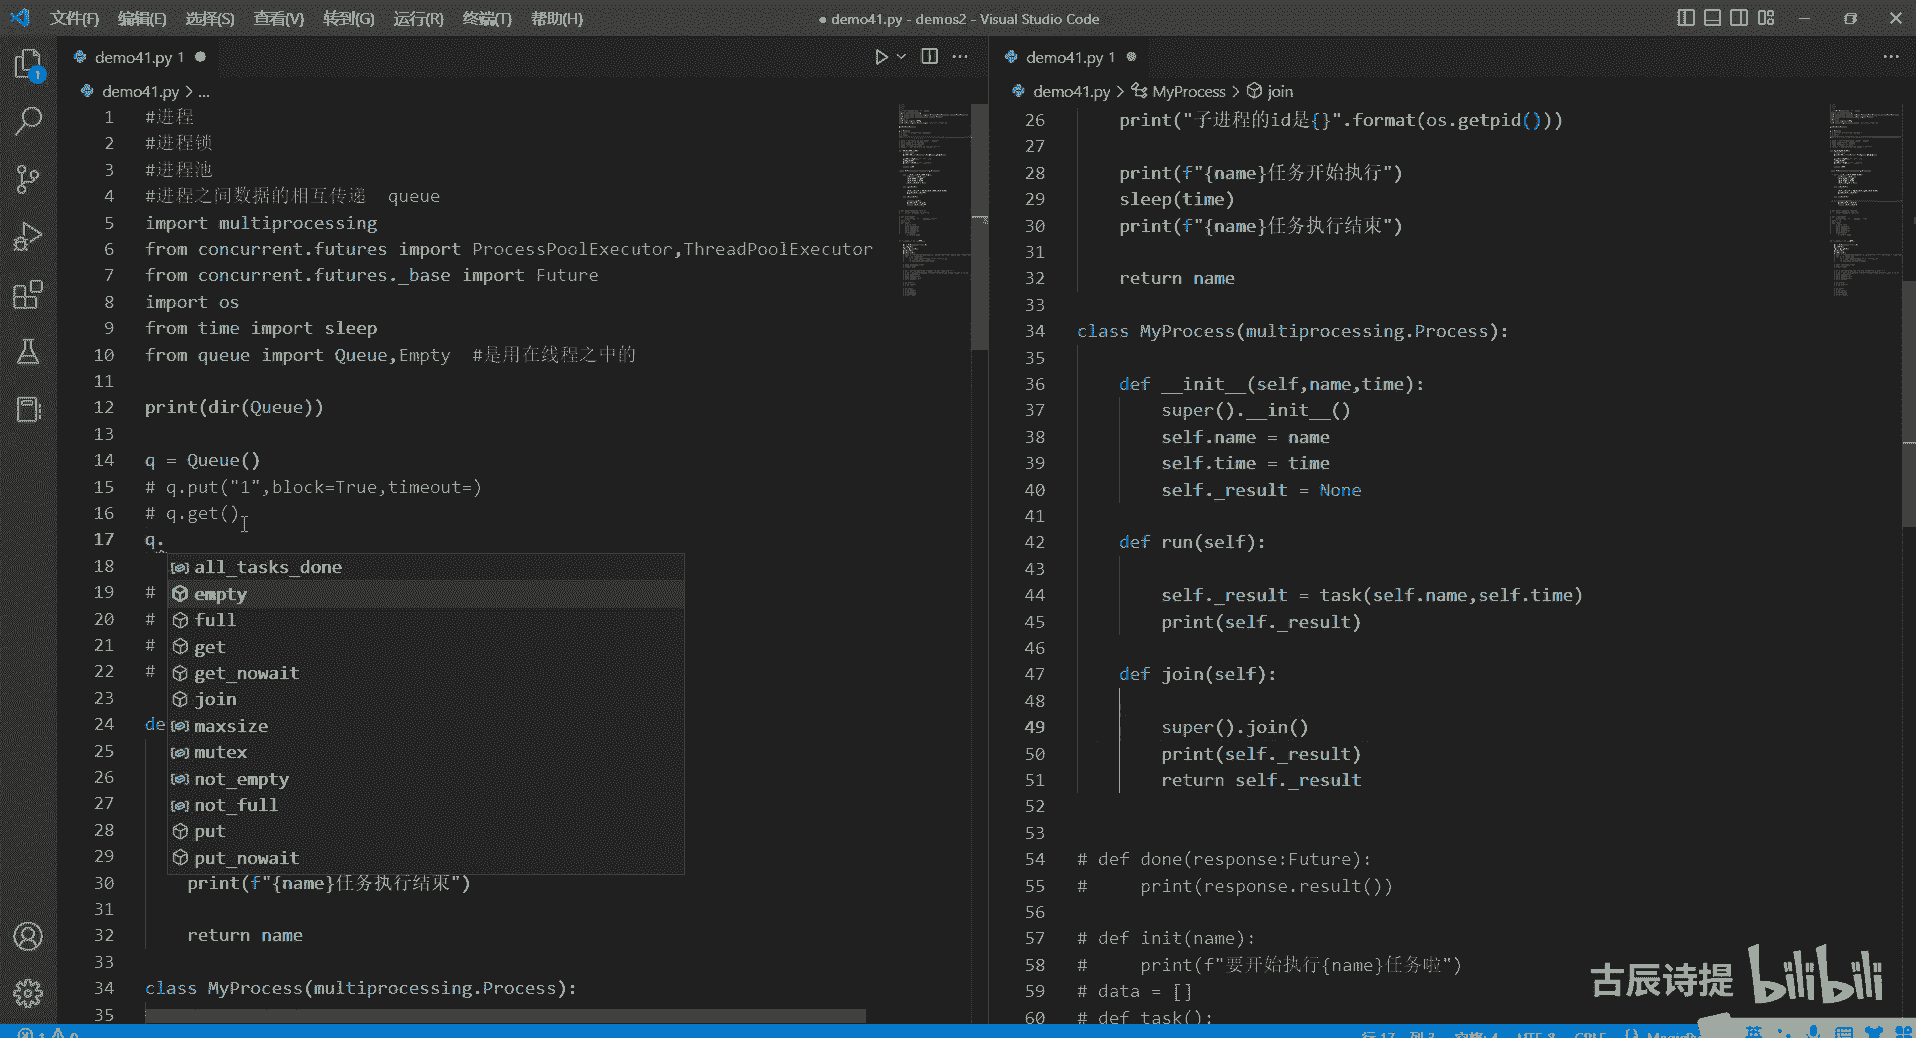 文件(F) 编辑(E) 选择(S) 查看(V) 转到(G) 运行(R) 终端(T) 帮助(H)
● demo41.py - demos2 - Visual Studio Code
demo41.py 1
demo41.py > ...
1 #进程
2 #进程锁
3 #进程池
4 #进程之间数据的相互传递 queue
5 import multiprocessing
6 from concurrent.futures import ProcessPoolExecutor,ThreadPoolExecutor
7 from concurrent.futures._base import Future
8 import os
9 from time import sleep
10 from queue import Queue,Empty #是用在线程之中的
11
12 print(dir(Queue))
13
14 q = Queue()
15 # q.put("1",block=True,timeout=)
16 # q.get()
17 q.
18
19 #
20 #
21 #
22 #
23
24 de
25
26
27
28
29
30 print(f"{name}任务执行结束")
31
32 return name
33
34 class MyProcess(multiprocessing.Process):
35
all_tasks_done
empty
full
get
get_nowait
join
maxsize
mutex
not_empty
not_full
put
put_nowait
demo41.py 1
demo41.py > MyProcess > join
26 print("子进程的id是{}".format(os.getpid()))
27
28 print(f"{name}任务开始执行")
29 sleep(time)
30 print(f"{name}任务执行结束")
31
32 return name
33
34 class MyProcess(multiprocessing.Process):
35
36 def __init__(self,name,time):
37 super().__init__()
38 self.name = name
39 self.time = time
40 self._result = None
41
42 def run(self):
43
44 self._result = task(self.name,self.time)
45 print(self._result)
46
47 def join(self):
48
49 super().join()
50 print(self._result)
51 return self._result
52
53
54 # def done(response:Future):
55 # print(response.result())
56
57 # def init(name):
58 # print(f"要开始执行{name}任务啦")
59 # data = []
60 # def task():
古辰诗提 bilibili
1
英